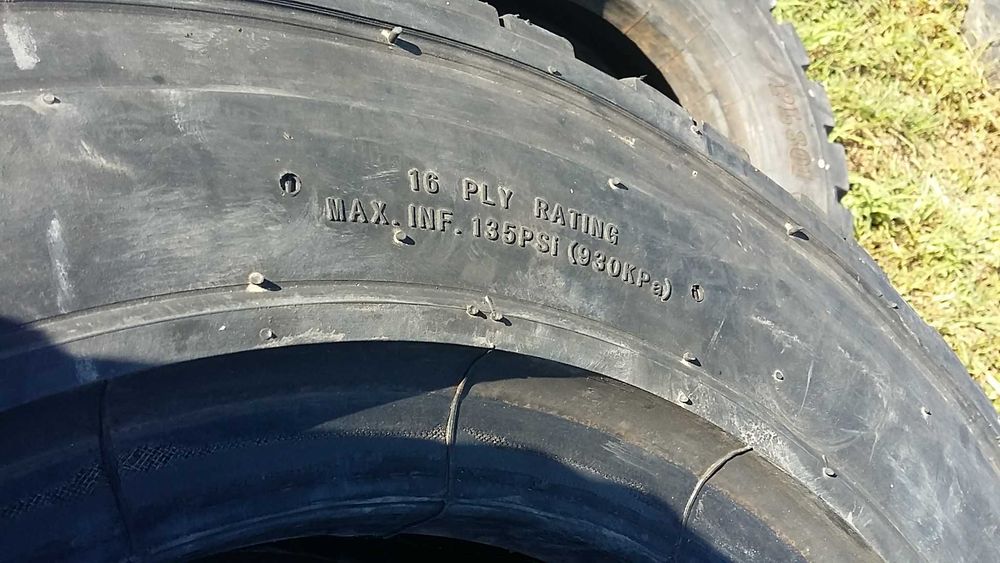 16 PLY RATING
MAX. INF. 135PSI (930KPa)